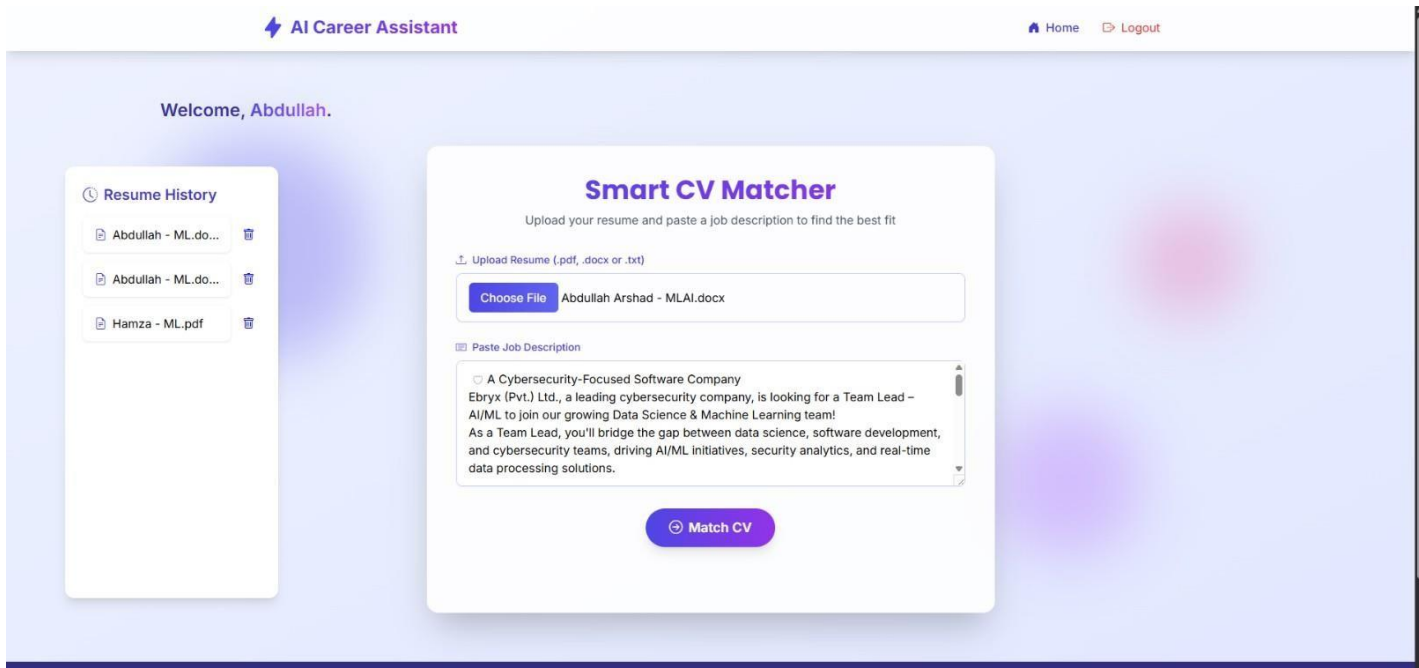 AI Career Assistant
Home
Logout
Welcome, Abdullah.
Resume History
Abdullah - ML.do...
Abdullah - ML.do...
Hamza - ML.pdf
Smart CV Matcher
Upload your resume and paste a job description to find the best fit
Upload Resume (.pdf, .docx or .txt)
Choose File Abdullah Arshad - MLAI.docx
Paste Job Description
A Cybersecurity-Focused Software Company
Ebryx (Pvt.) Ltd., a leading cybersecurity company, is looking for a Team Lead –
AI/ML to join our growing Data Science & Machine Learning team!
As a Team Lead, you'll bridge the gap between data science, software development,
and cybersecurity teams, driving AI/ML initiatives, security analytics, and real-time
data processing solutions.
Match CV